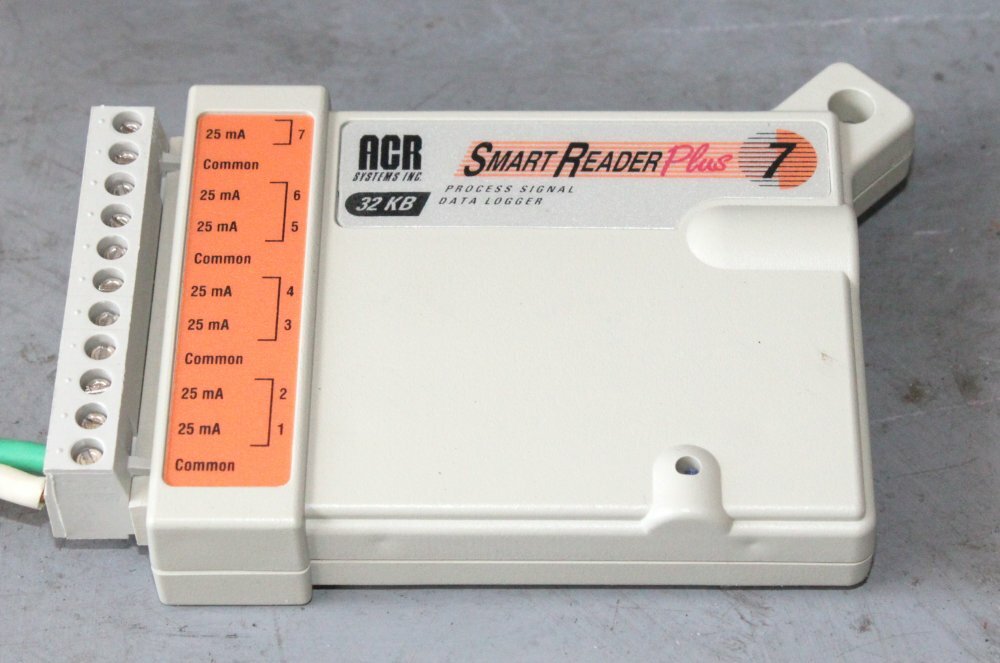 25 mA 7
Common
25 mA 6
25 mA 5
Common
25 mA 4
25 mA 3
Common
25 mA 2
25 mA 1
Common
ACR
SYSTEMS INC.
32 KB
SMART READER Plus 7
PROCESS SIGNAL
DATA LOGGER